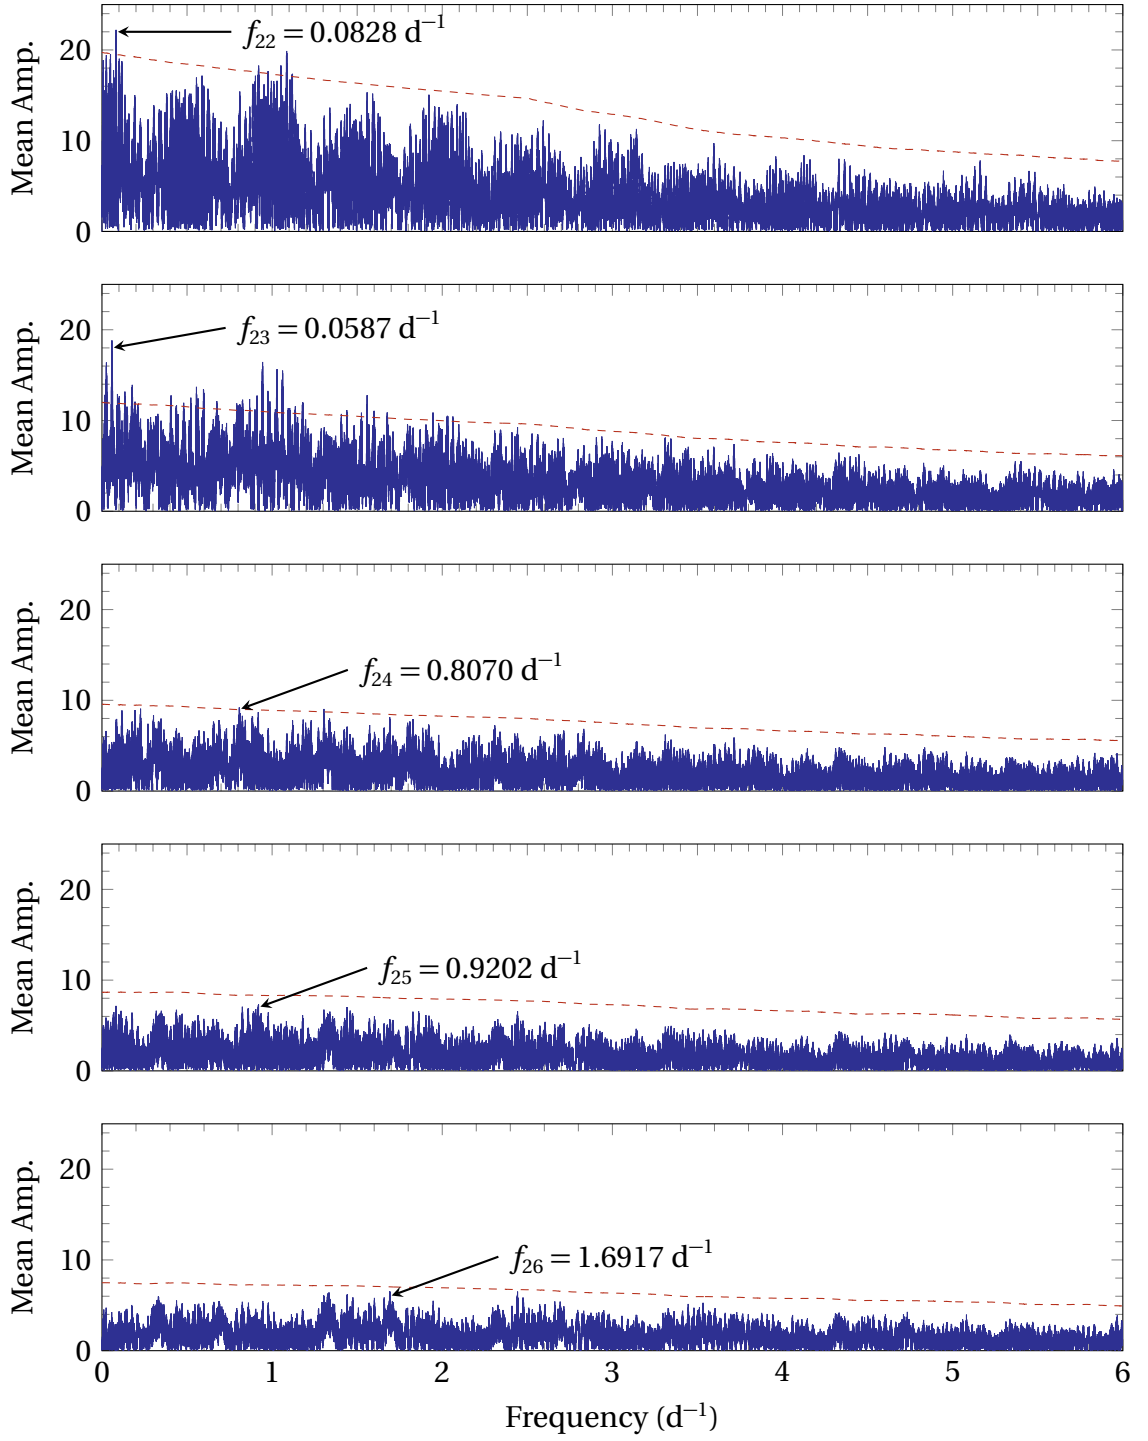 f22 = 0.0828 d−1
20
10
0
Mean Amp.
f23 = 0.0587 d−1
20
10
0
Mean Amp.
f24 = 0.8070 d−1
20
10
0
Mean Amp.
f25 = 0.9202 d−1
20
10
0
Mean Amp.
f26 = 1.6917 d−1
20
10
0
Mean Amp.
0 1 2 3 4 5 6
Frequency (d−1)